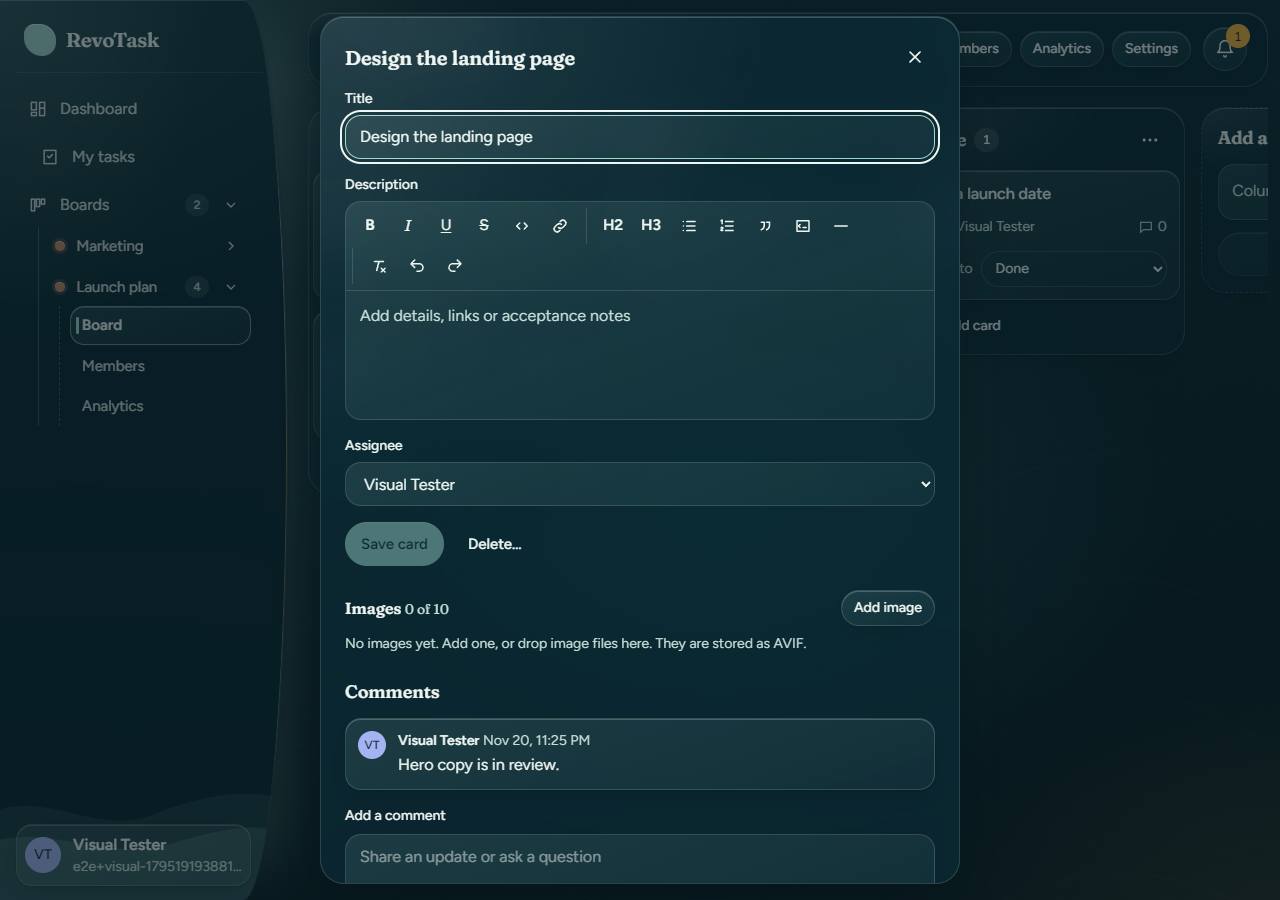 RevoTask
Dashboard
My tasks
Boards 2
Marketing
Launch plan 4
Board
Members
Analytics
VT
Visual Tester
e2e+visual-179519193881...
Design the landing page
Title
Design the landing page
Description
B I U S H2 H3
Add details, links or acceptance notes
Assignee
Visual Tester
Save card Delete...
Images 0 of 10 Add image
No images yet. Add one, or drop image files here. They are stored as AVIF.
Comments
VT
Visual Tester Nov 20, 11:25 PM
Hero copy is in review.
Add a comment
Share an update or ask a question
Analytics Settings 1
1
a launch date
Visual Tester 0
to Done
card
Add a